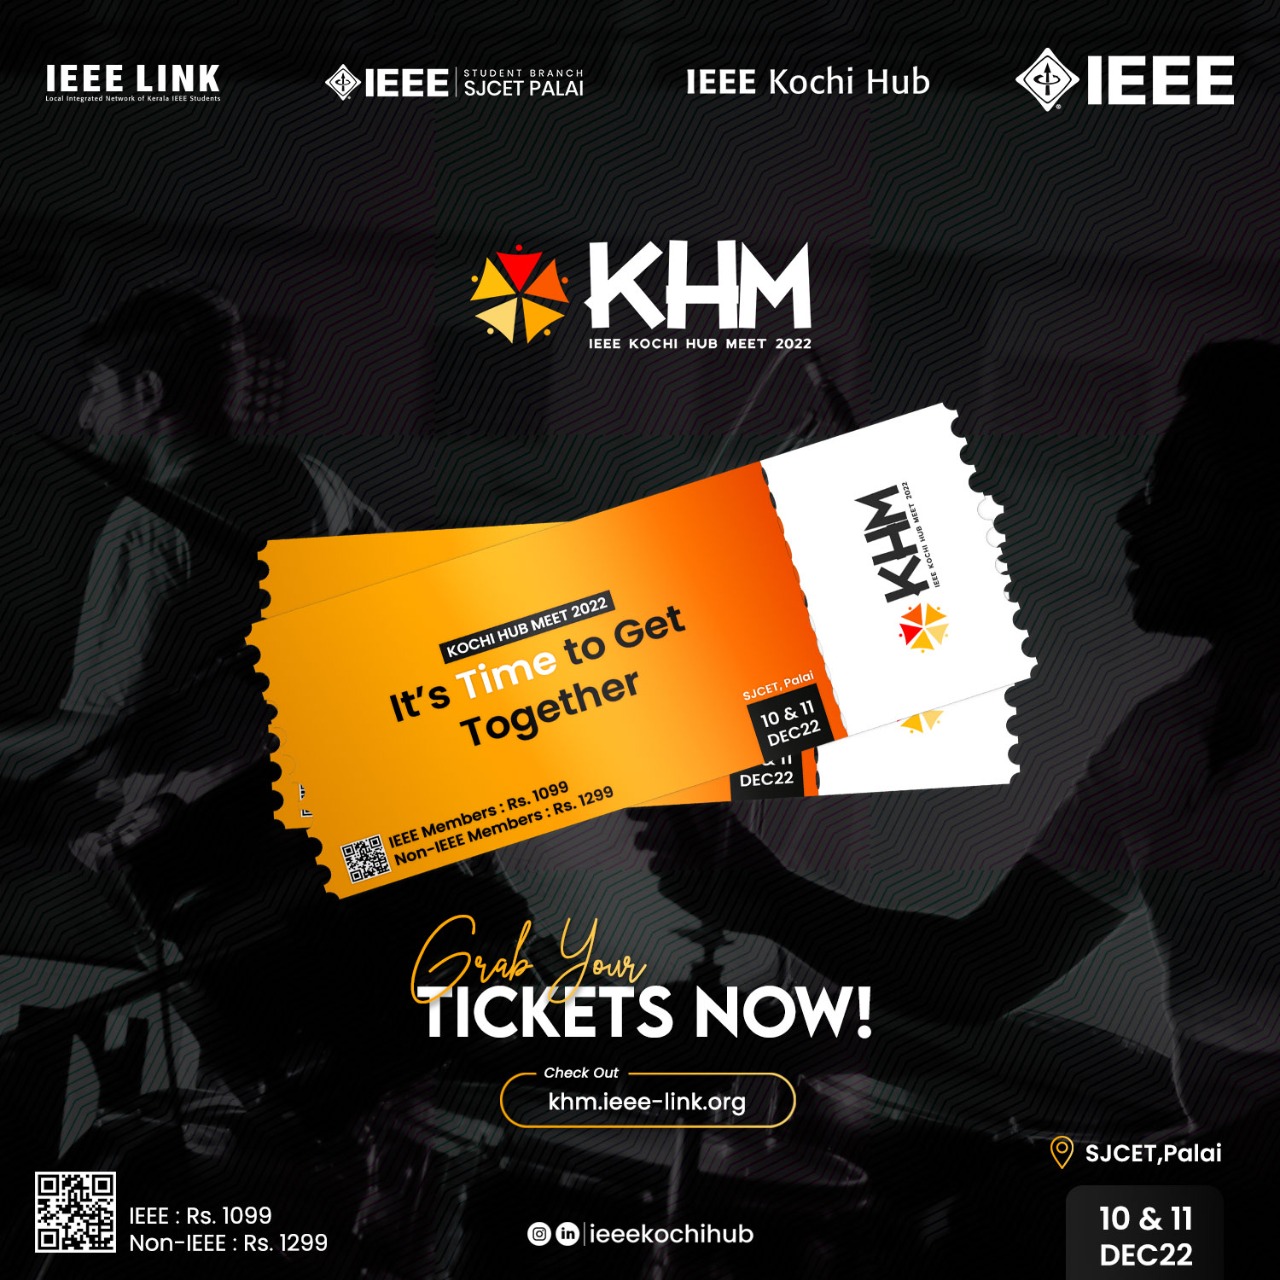 IEEE LINK
Local Integrated Network of Kerala IEEE Students
IEEE
STUDENT BRANCH
SJCET PALAI
IEEE Kochi Hub
IEEE
KHM
IEEE KOCHI HUB MEET 2022
KHM
IEEE KOCHI HUB MEET 2022
KOCHI HUB MEET 2022
It's Time to Get
Together
SJCET, Palai
10 & 11
DEC22
& 11
DEC22
IEEE Members : Rs. 1099
Non-IEEE Members : Rs. 1299
Grab Your
TICKETS NOW!
Check Out
khm.ieee-link.org
SJCET,Palai
10 & 11
DEC22
IEEE : Rs. 1099
Non-IEEE : Rs. 1299
ieeekochihub